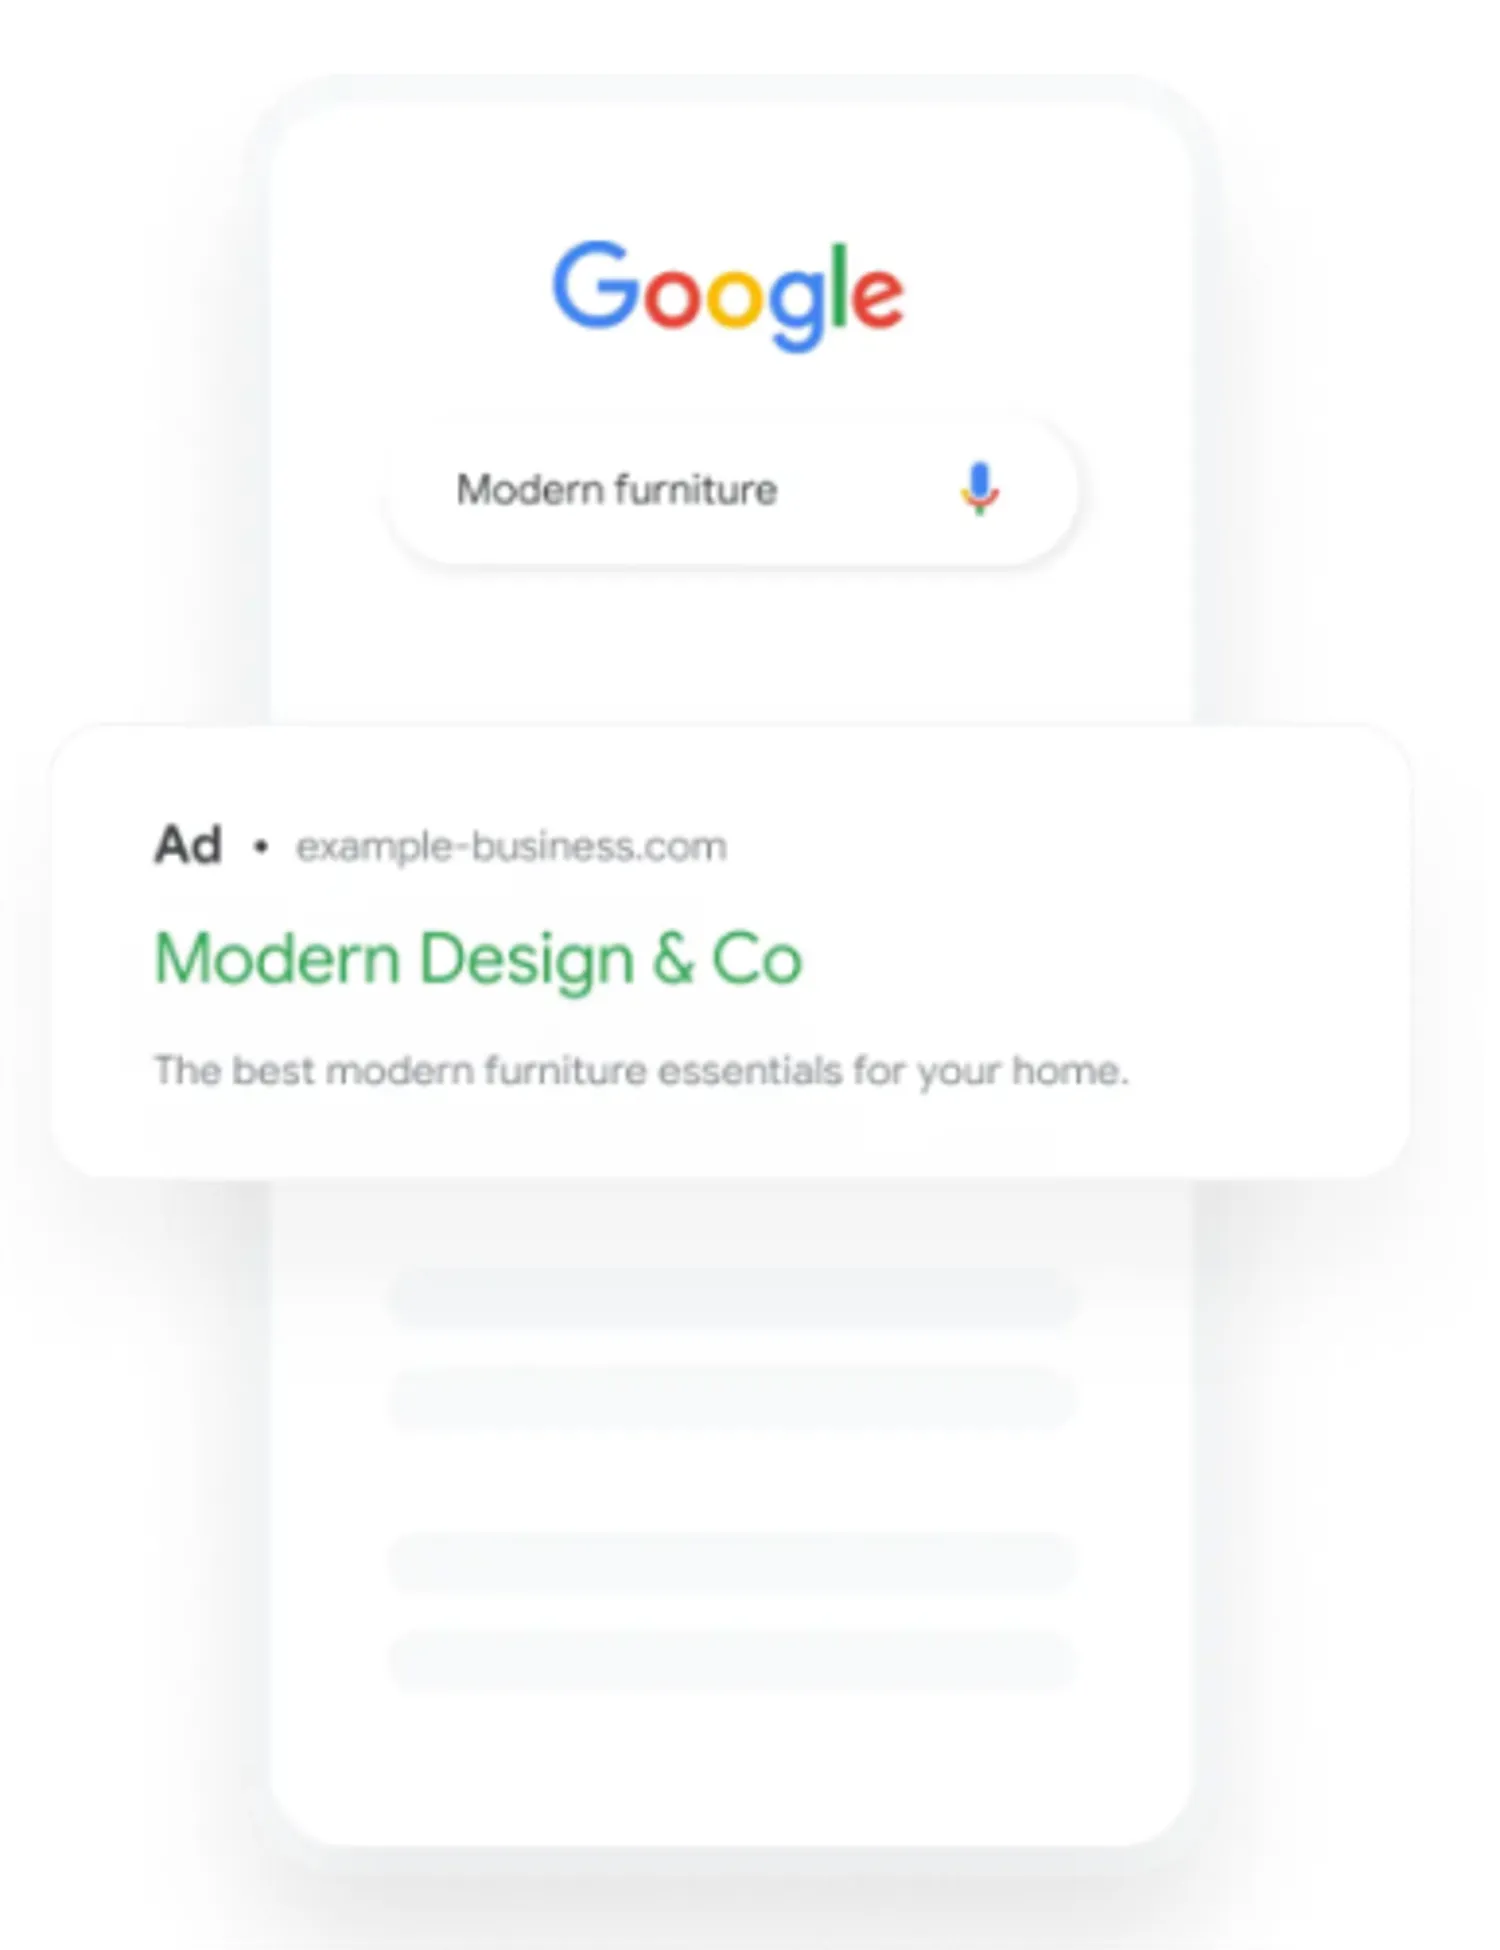 Google
Modern furniture
Ad • example-business.com
Modern Design & Co
The best modern furniture essentials for your home.